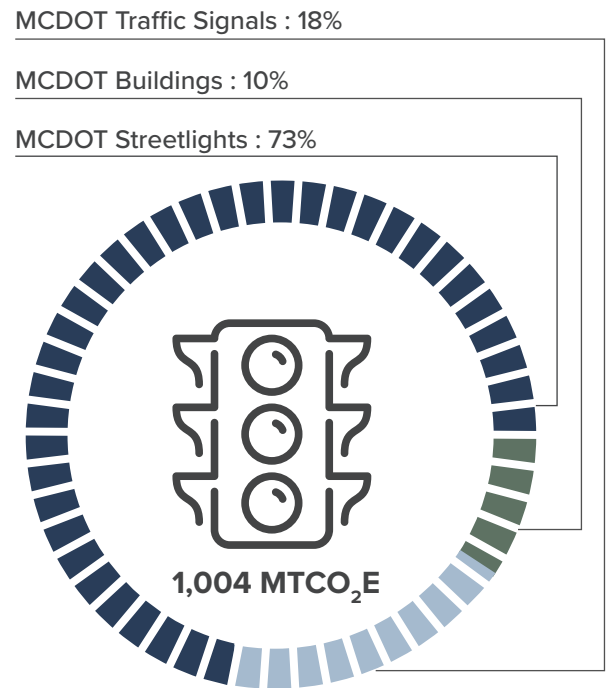 MCDOT Traffic Signals : 18%
MCDOT Buildings : 10%
MCDOT Streetlights : 73%
1,004 MTCO₂E